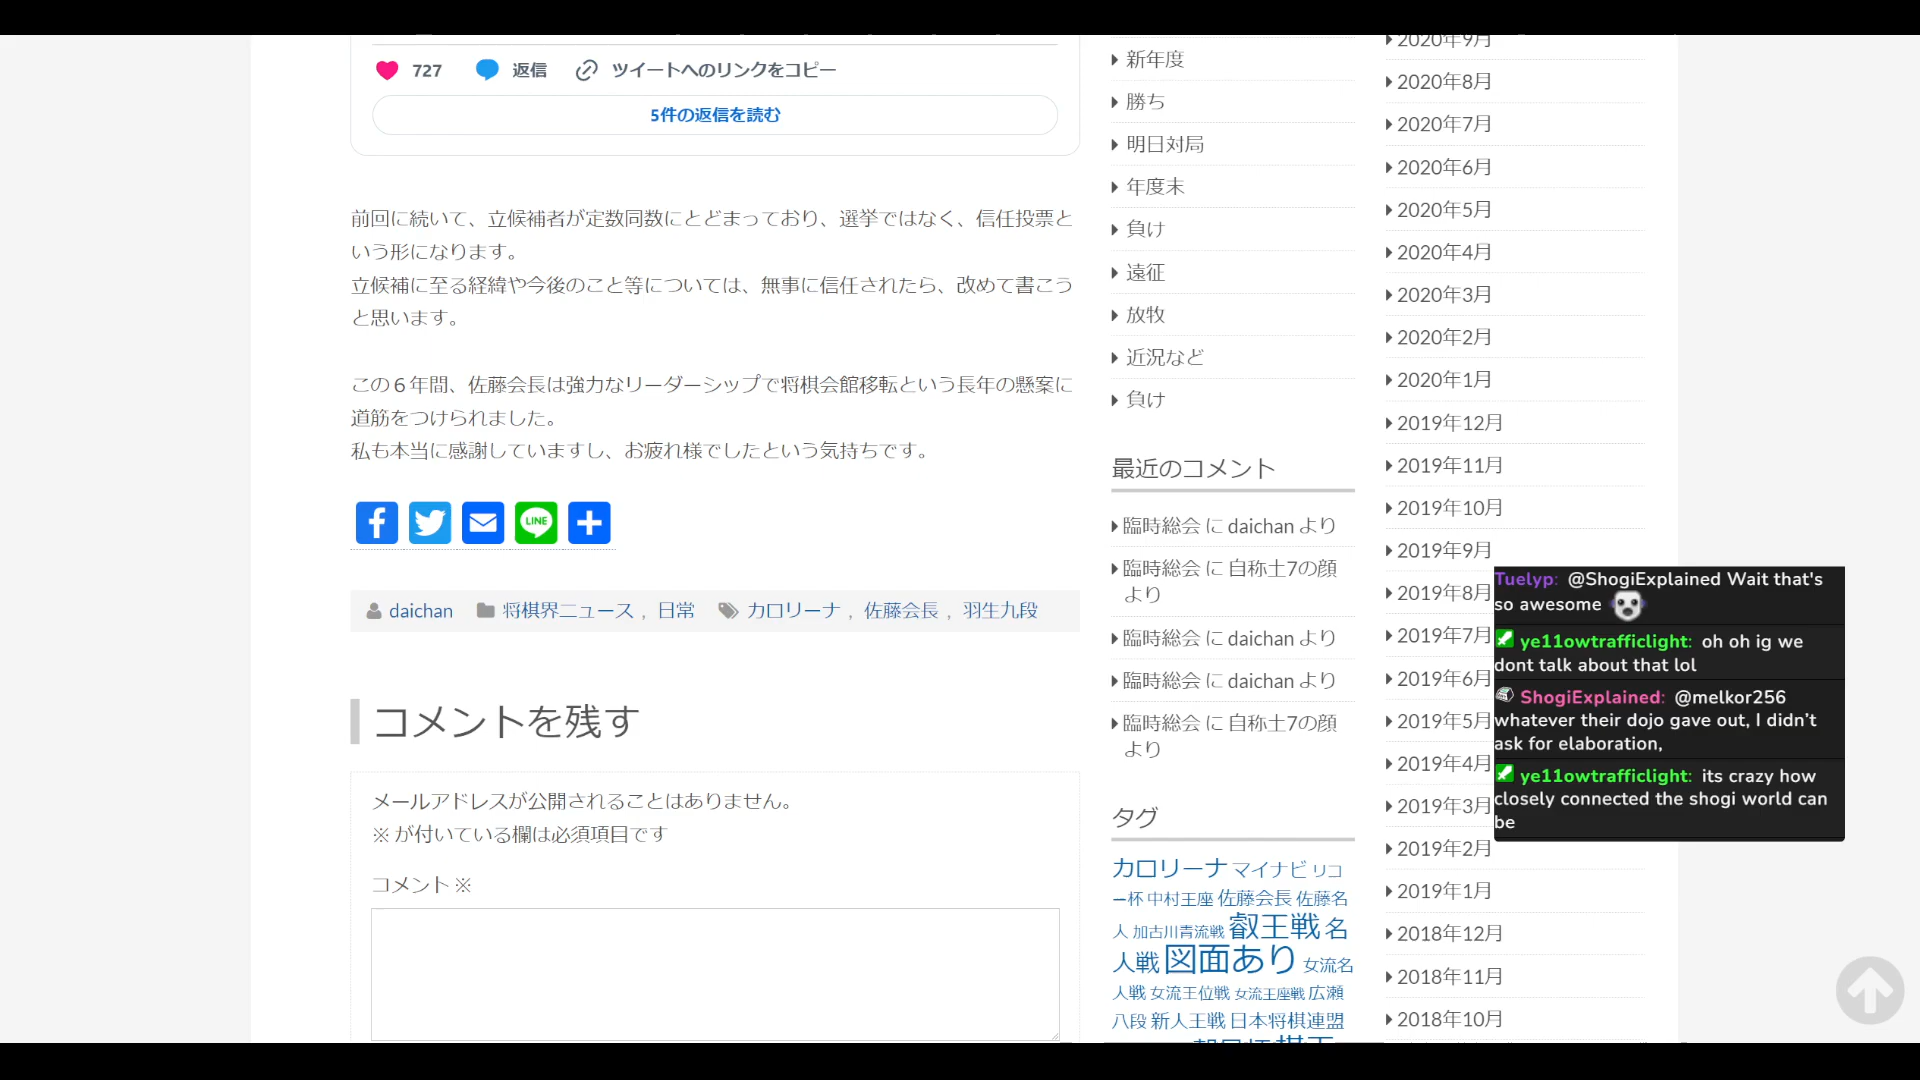 727 返信 ツイートへのリンクをコピー
5件の返信を読む
前回に続いて、立候補者が定数同数にとどまっており、選挙ではなく、信任投票と
いう形になります。
立候補に至る経緯や今後のこと等については、無事に信任されたら、改めて書こう
と思います。
この６年間、佐藤会長は強力なリーダーシップで将棋会館移転という長年の懸案に
道筋をつけられました。
私も本当に感謝していますし、お疲れ様でしたという気持ちです。
LINE
daichan 将棋界ニュース , 日常 カロリーナ , 佐藤会長 , 羽生九段
コメントを残す
メールアドレスが公開されることはありません。
※ が付いている欄は必須項目です
コメント ※
新年度
勝ち
明日対局
年度末
負け
遠征
放牧
近況など
負け
最近のコメント
臨時総会 に daichan より
臨時総会 に 自称士7の顔
より
臨時総会 に daichan より
臨時総会 に daichan より
臨時総会 に 自称士7の顔
より
タグ
カロリーナ マイナビ リコ
ー杯 中村王座 佐藤会長 佐藤名
人 加古川青流戦 叡王戦 名
人戦 図面あり 女流名
人戦 女流王位戦 女流王座戦 広瀬
八段 新人王戦 日本将棋連盟
2020年9月
2020年8月
2020年7月
2020年6月
2020年5月
2020年4月
2020年3月
2020年2月
2020年1月
2019年12月
2019年11月
2019年10月
2019年9月
2019年8月
2019年7月
2019年6月
2019年5月
2019年4月
2019年3月
2019年2月
2019年1月
2018年12月
2018年11月
2018年10月
Tuelyp: @ShogiExplained Wait that's
so awesome
ye11owtrafficlight: oh oh ig we
dont talk about that lol
ShogiExplained: @melkor256
whatever their dojo gave out, I didn't
ask for elaboration,
ye11owtrafficlight: its crazy how
closely connected the shogi world can
be